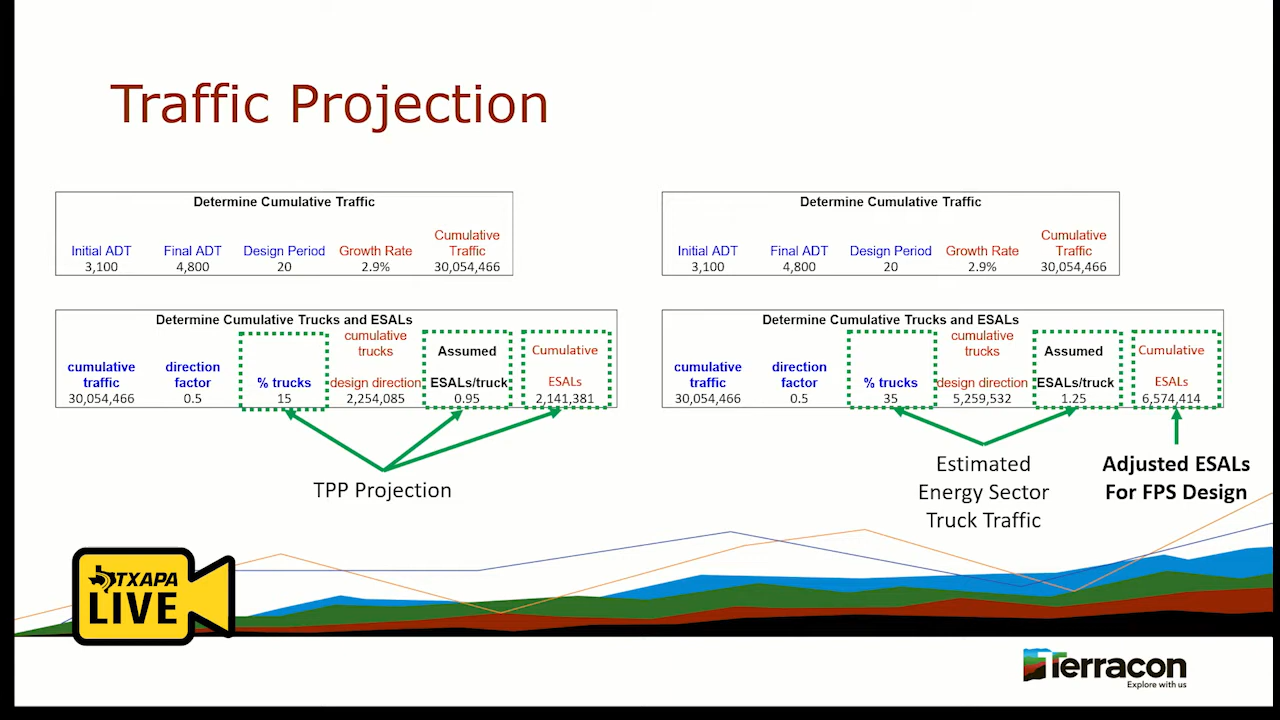 Traffic Projection
Determine Cumulative Traffic
Initial ADT Final ADT Design Period Growth Rate Cumulative Traffic
3,100 4,800 20 2.9% 30,054,466
Determine Cumulative Trucks and ESALs
cumulative traffic direction factor % trucks cumulative trucks design direction Assumed ESALs/truck Cumulative ESALs
30,054,466 0.5 15 2,254,085 0.95 2,141,381
TPP Projection
Determine Cumulative Traffic
Initial ADT Final ADT Design Period Growth Rate Cumulative Traffic
3,100 4,800 20 2.9% 30,054,466
Determine Cumulative Trucks and ESALs
cumulative traffic direction factor % trucks cumulative trucks design direction Assumed ESALs/truck Cumulative ESALs
30,054,466 0.5 35 5,259,532 1.25 6,574,414
Estimated
Energy Sector
Truck Traffic
Adjusted ESALs
For FPS Design
TXAPA
LIVE
Terracon
Explore with us